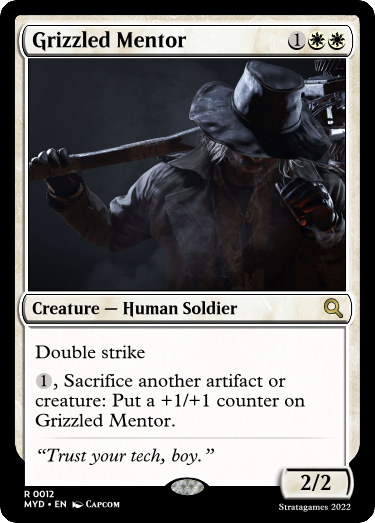 Grizzled Mentor 1
Creature — Human Soldier
Double strike
1, Sacrifice another artifact or
creature: Put a +1/+1 counter on
Grizzled Mentor.
“Trust your tech, boy.”
2/2
R 0012
MYD • EN Capcom
Stratagames 2022